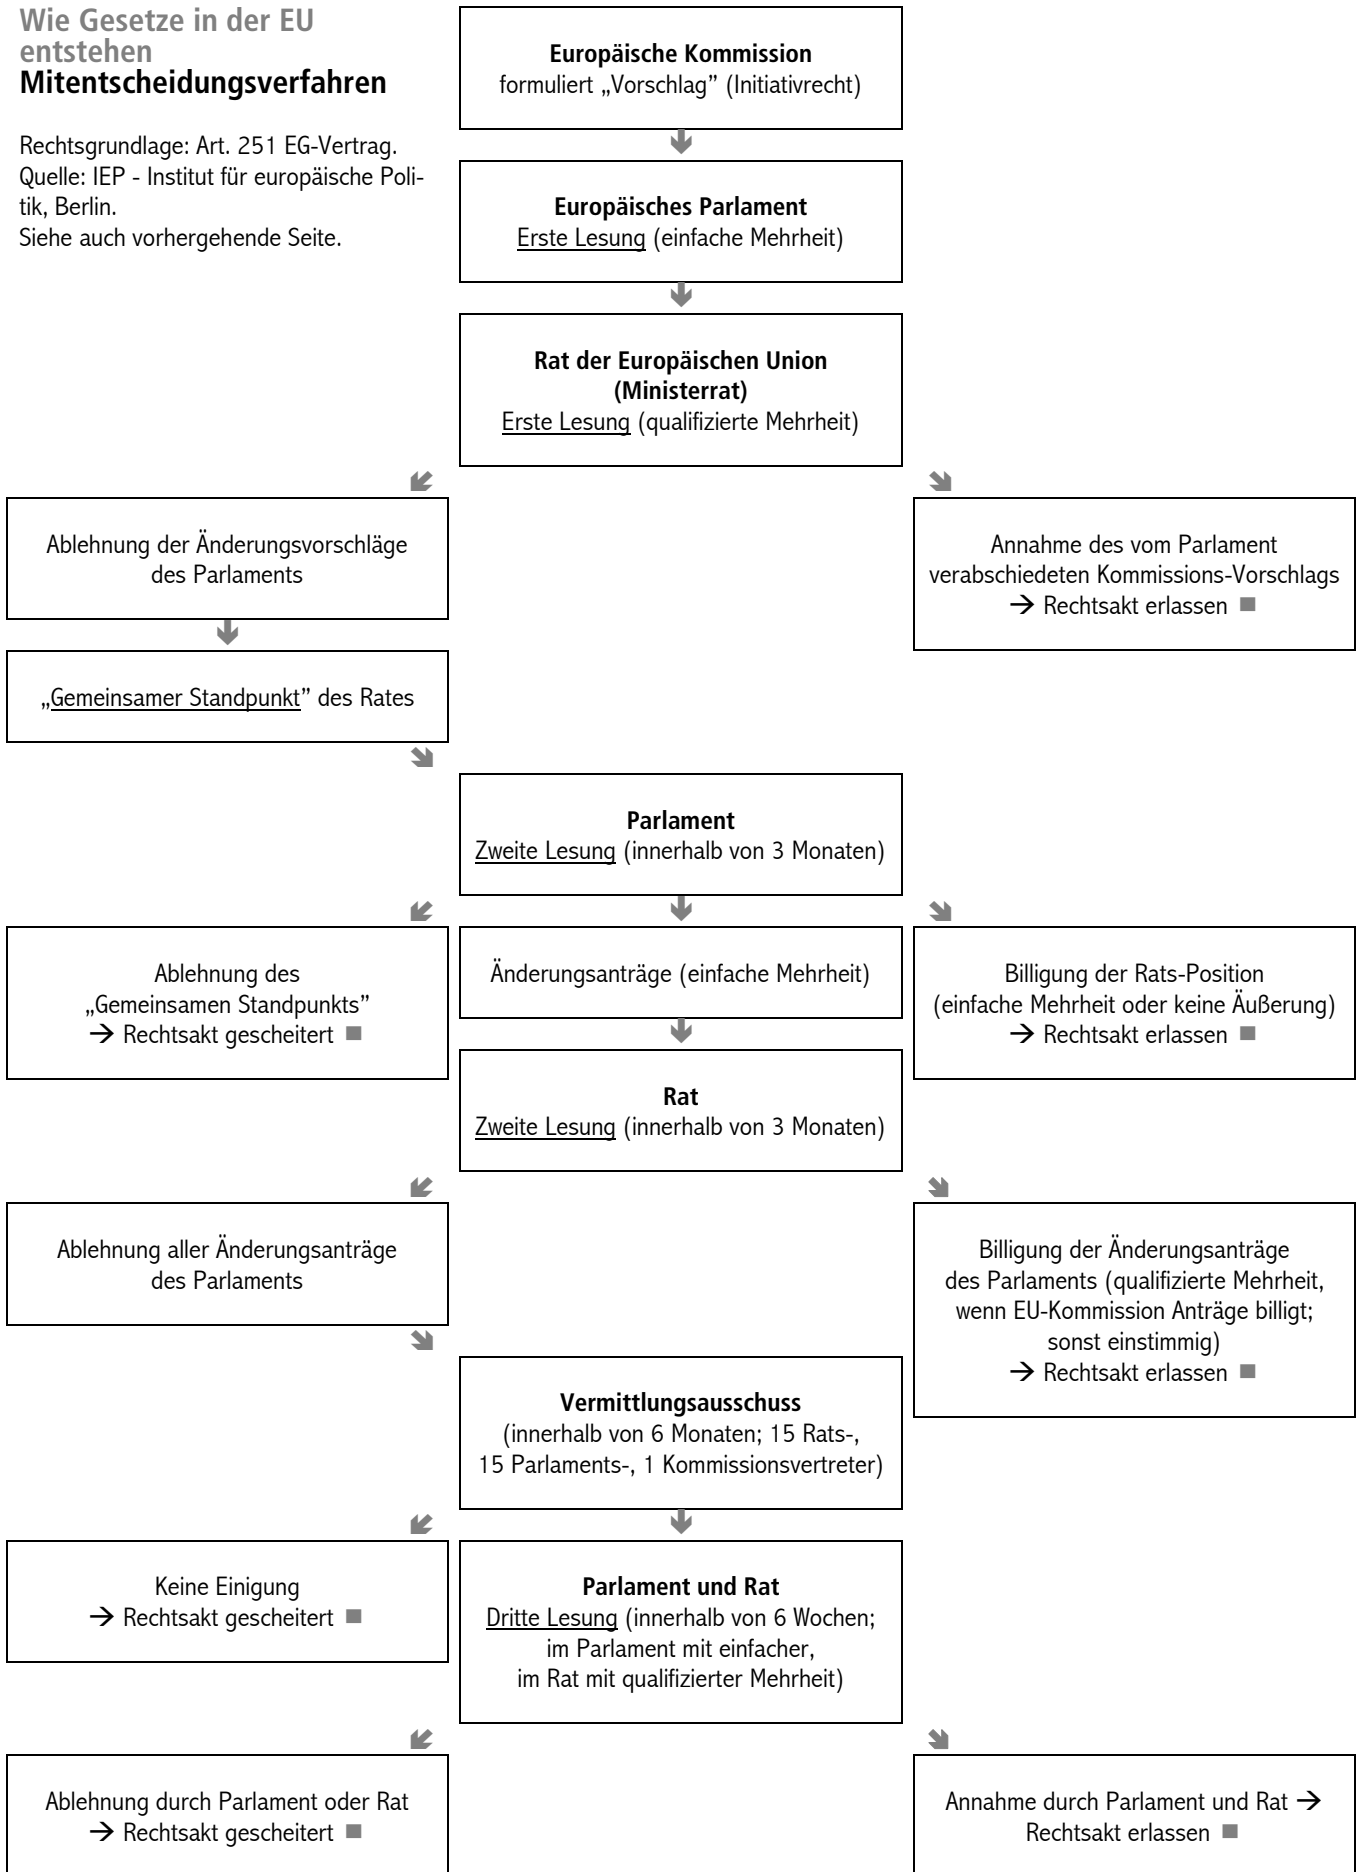 Wie Gesetze in der EU
entstehen
Mitentscheidungsverfahren
Rechtsgrundlage: Art. 251 EG-Vertrag.
Quelle: IEP - Institut für europäische Poli-
tik, Berlin.
Siehe auch vorhergehende Seite.
Europäische Kommission
formuliert „Vorschlag” (Initiativrecht)
Europäisches Parlament
Erste Lesung (einfache Mehrheit)
Rat der Europäischen Union
(Ministerrat)
Erste Lesung (qualifizierte Mehrheit)
Ablehnung der Änderungsvorschläge
des Parlaments
Annahme des vom Parlament
verabschiedeten Kommissions-Vorschlags
→ Rechtsakt erlassen ■
„Gemeinsamer Standpunkt” des Rates
Parlament
Zweite Lesung (innerhalb von 3 Monaten)
Ablehnung des
„Gemeinsamen Standpunkts”
→ Rechtsakt gescheitert ■
Änderungsanträge (einfache Mehrheit)
Billigung der Rats-Position
(einfache Mehrheit oder keine Äußerung)
→ Rechtsakt erlassen ■
Rat
Zweite Lesung (innerhalb von 3 Monaten)
Ablehnung aller Änderungsanträge
des Parlaments
Billigung der Änderungsanträge
des Parlaments (qualifizierte Mehrheit,
wenn EU-Kommission Anträge billigt;
sonst einstimmig)
→ Rechtsakt erlassen ■
Vermittlungsausschuss
(innerhalb von 6 Monaten; 15 Rats-,
15 Parlaments-, 1 Kommissionsvertreter)
Keine Einigung
→ Rechtsakt gescheitert ■
Parlament und Rat
Dritte Lesung (innerhalb von 6 Wochen;
im Parlament mit einfacher,
im Rat mit qualifizierter Mehrheit)
Ablehnung durch Parlament oder Rat
→ Rechtsakt gescheitert ■
Annahme durch Parlament und Rat →
Rechtsakt erlassen ■